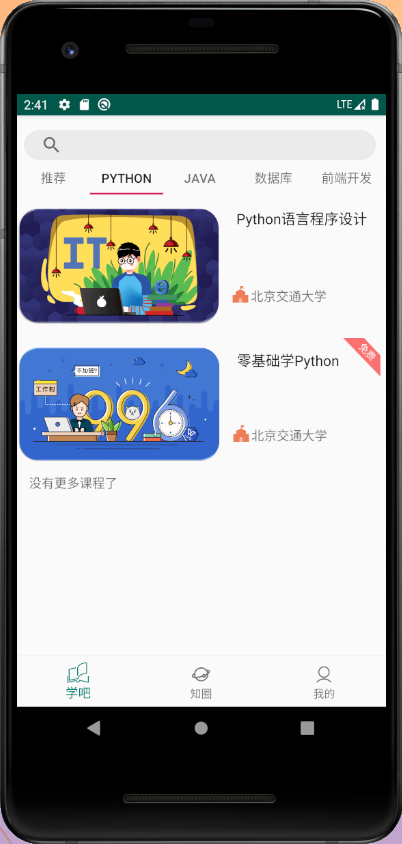 2:41
LTE
推荐
PYTHON
JAVA
数据库
前端开发
IT
Python语言程序设计
北京交通大学
不加班?
工作制
996
零基础学Python
免费
北京交通大学
没有更多课程了
学吧
知圈
我的